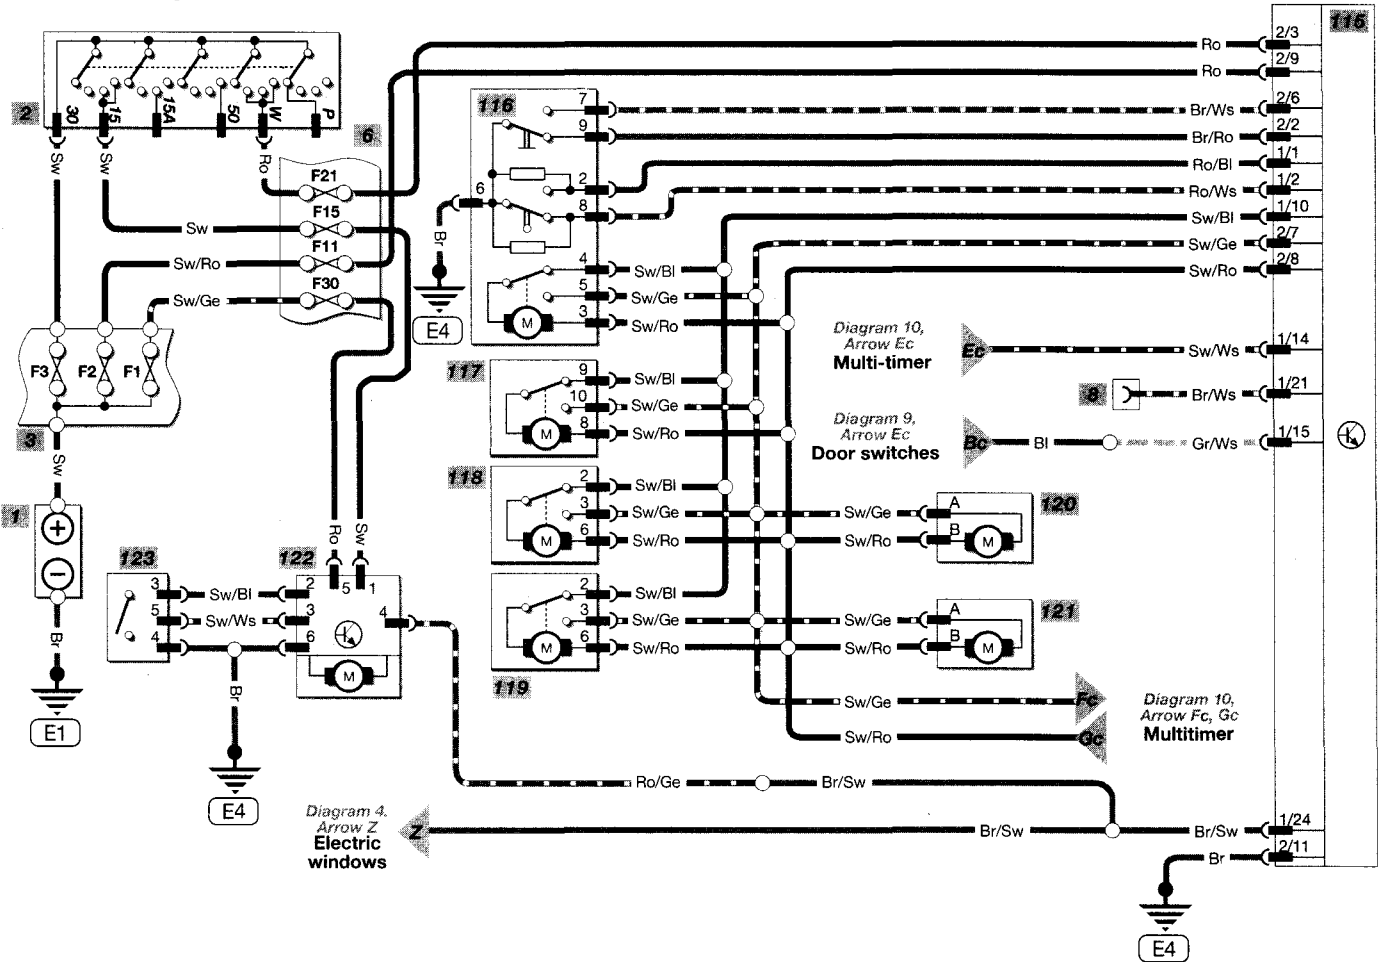 2
30
15
15A
50
W
P
Sw
Sw
Ro
6
F21
F15
F11
F30
Sw
Sw/Ro
Sw/Ge
F3
F2
F1
3
Sw
1
+
−
Br
E1
123
3
5
4
Sw/Bl
Sw/Ws
Br
E4
122
2
3
6
5
1
4
M
Ro
Sw
116
7
9
2
8
6
4
5
3
M
Br
E4
Sw/Bl
Sw/Ge
Sw/Ro
117
9
10
8
M
Sw/Bl
Sw/Ge
Sw/Ro
118
2
3
6
M
Sw/Bl
Sw/Ge
Sw/Ro
119
2
3
6
M
Sw/Bl
Sw/Ge
Sw/Ro
Sw/Ge
Sw/Ro
A
B
M
120
Sw/Ge
Sw/Ro
A
B
M
121
Sw/Ge
Fc
Sw/Ro
Gc
Diagram 10,
Arrow Fc, Gc
Multitimer
Ro/Ge
Br/Sw
Diagram 4.
Arrow Z
Electric
windows
Z
Br/Sw
Diagram 10,
Arrow Ec
Multi-timer
Ec
8
Diagram 9,
Arrow Ec
Door switches
Bc
Bl
115
Ro 2/3
Ro 2/9
Br/Ws 2/6
Br/Ro 2/2
Ro/Bl 1/1
Ro/Ws 1/2
Sw/Bl 1/10
Sw/Ge 2/7
Sw/Ro 2/8
Sw/Ws 1/14
Br/Ws 1/21
Gr/Ws 1/15
Br/Sw 1/24
Br 2/11
E4